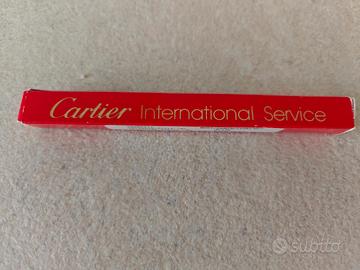 Cartier International Service
subito